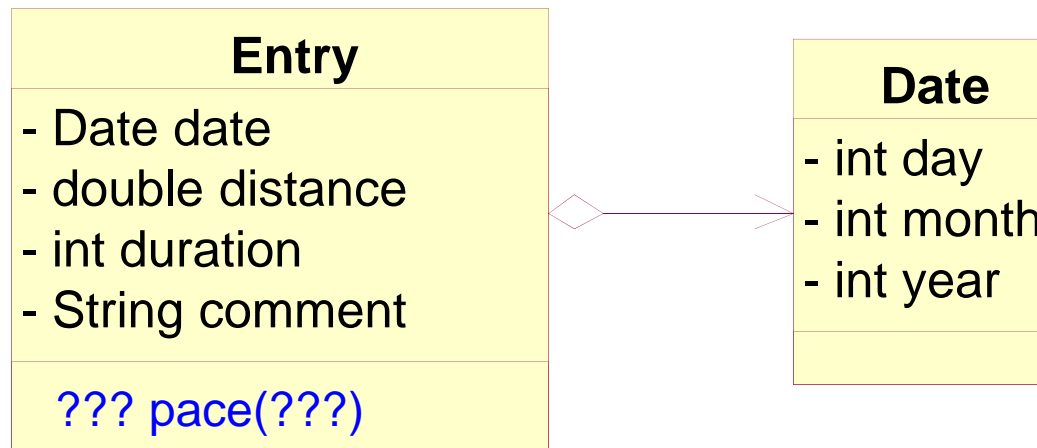 Entry
- Date date
- double distance
- int duration
- String comment
??? pace(???)
Date
- int day
- int month
- int year